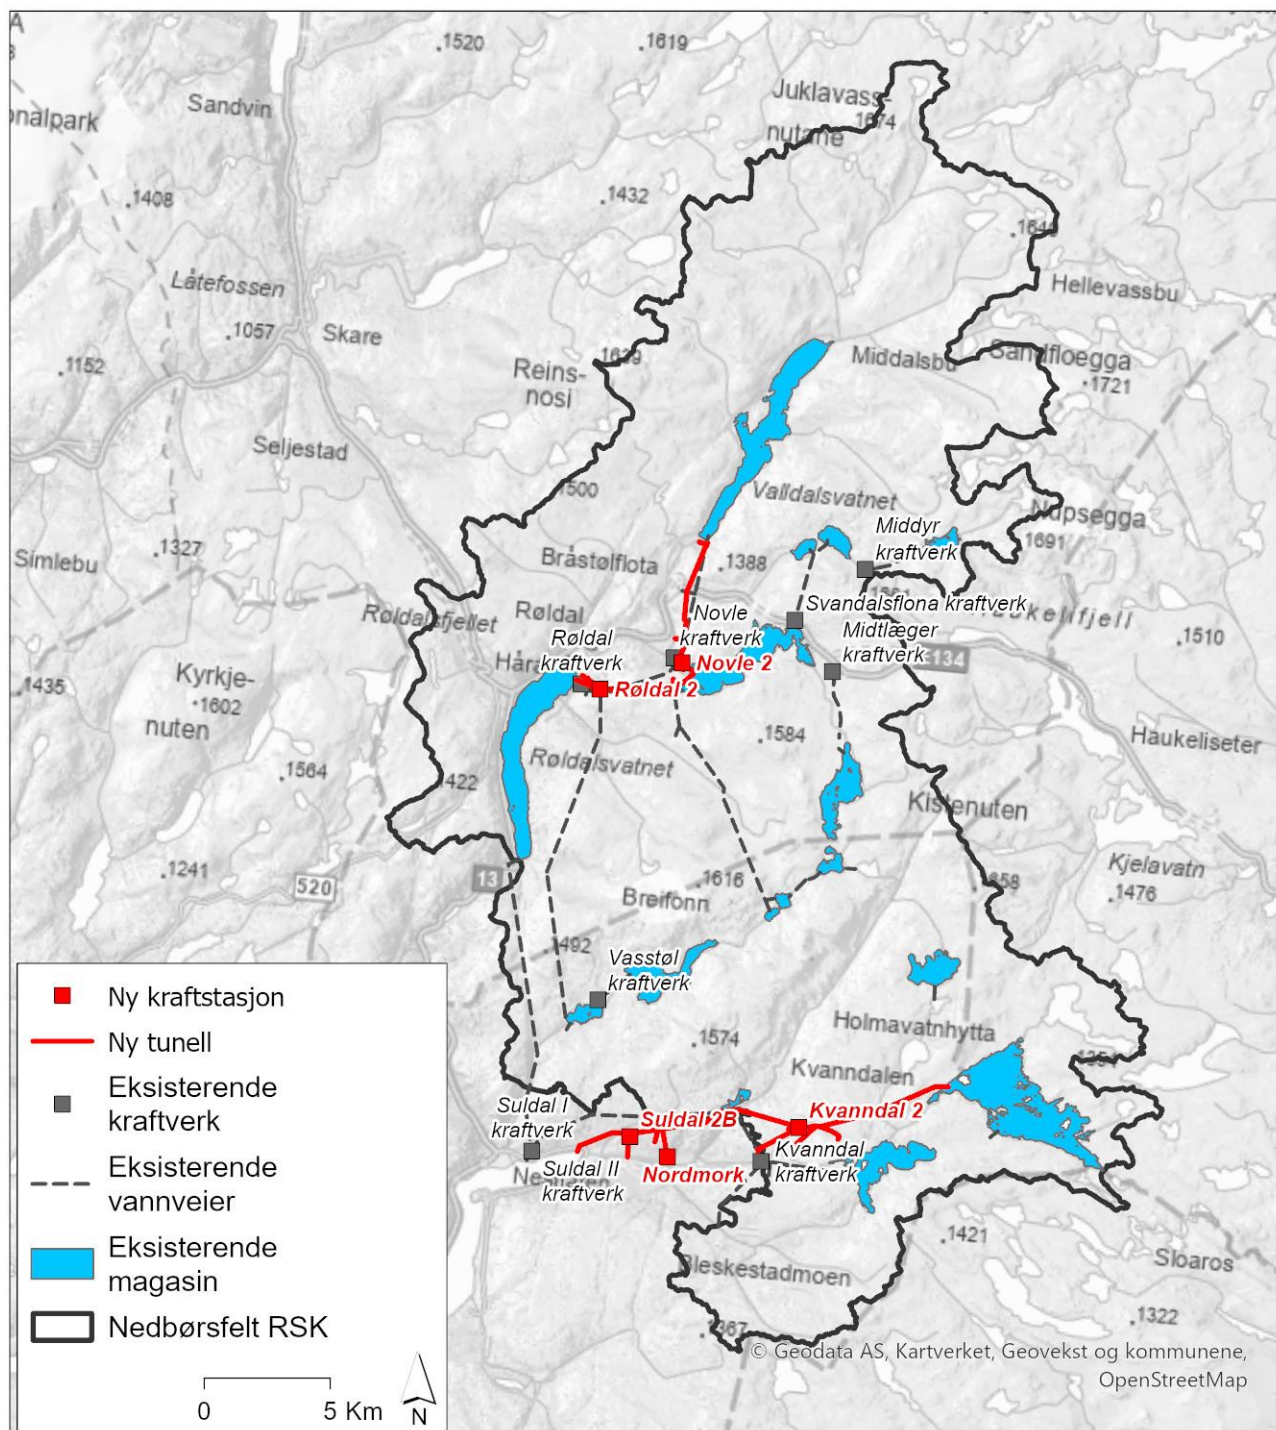 A
.1520
.1619
Sandvin
Juklavass-
1674
nutane
onalpark
.1408
.1432
.1640
Låtefossen
Hellevassbu
.1057
Skare
Middalsbu
Sandfloegga
.1152
1639
Reins-
nosi
.1721
Seljestad
Valldalsvatnet
1500
Nupsegga
Middyr
kraftverk
.1327
Simlebu
Bråstølflota
.1388
.1691
Svandalsflona kraftverk
Røldalsfjellet
Røldal
Novle
kraftverk
Midtlæger
kraftverk
.1510
Røldal
kraftverk
134
Novle 2
.1435
Kyrkje-
.1602
nuten
Røldal 2
.1584
Haukeliseter
.1564
Røldalsvatnet
422
Kistenuten
.1241
520
13
.1616
Breifonn
Kjelavatn
.1476
492
Vasstøl
kraftverk
Holmavatnhytta
.1574
Kvanndalen
Suldal I
kraftverk
Suldal 2B
Kvanndal 2
Suldal II
kraftverk
Nordmork
Kvanndal
kraftverk
.1421
Sloaros
Bleskestadmoen
.1322
.1367
Ny kraftstasjon
Ny tunell
Eksisterende
kraftverk
Eksisterende
vannveier
Eksisterende
magasin
Nedbørsfelt RSK
0 5 Km
N
© Geodata AS, Kartverket, Geovekst og kommunene,
OpenStreetMap